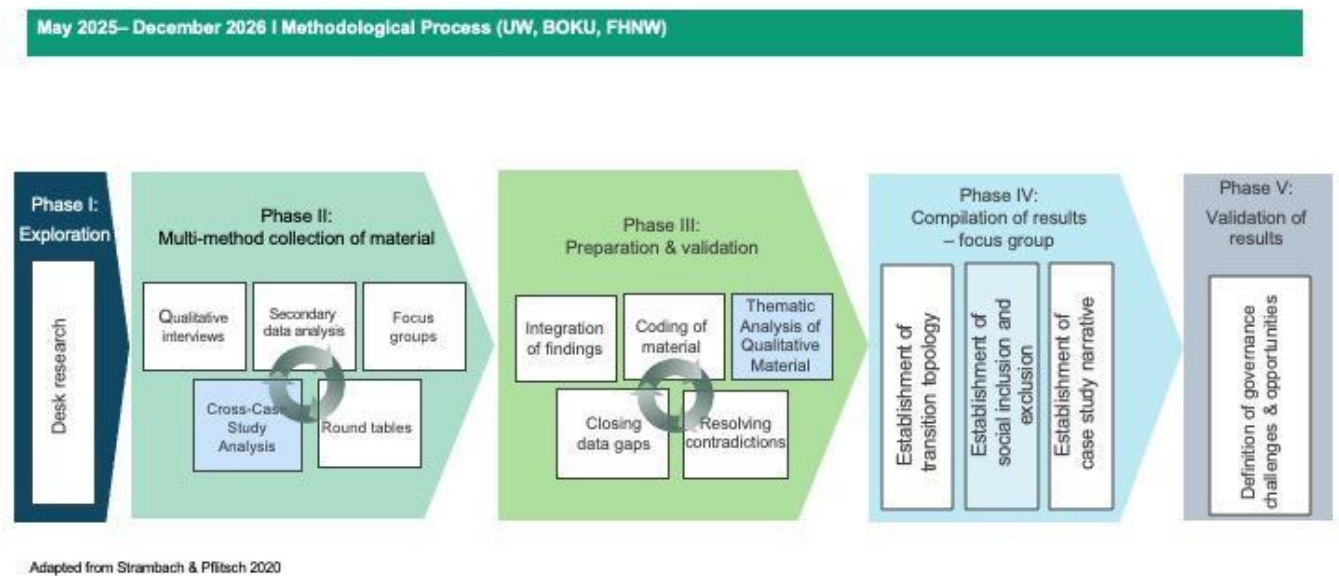 May 2025– December 2026 I Methodological Process (UW, BOKU, FHNW)
Phase I:
Exploration
Desk research
Phase II:
Multi-method collection of material
Qualitative
interviews
Secondary
data analysis
Focus
groups
Cross-Case
Study
Analysis
Round tables
Phase III:
Preparation & validation
Integration
of findings
Coding of
material
Thematic
Analysis of
Qualitative
Material
Closing
data gaps
Resolving
contradictions
Phase IV:
Compilation of results
– focus group
Establishment of
transition topology
Establishment of
social inclusion and
exclusion
Establishment of
case study narrative
Phase V:
Validation of
results
Definition of governance
challenges & opportunities
Adapted from Strambach & Pflitsch 2020